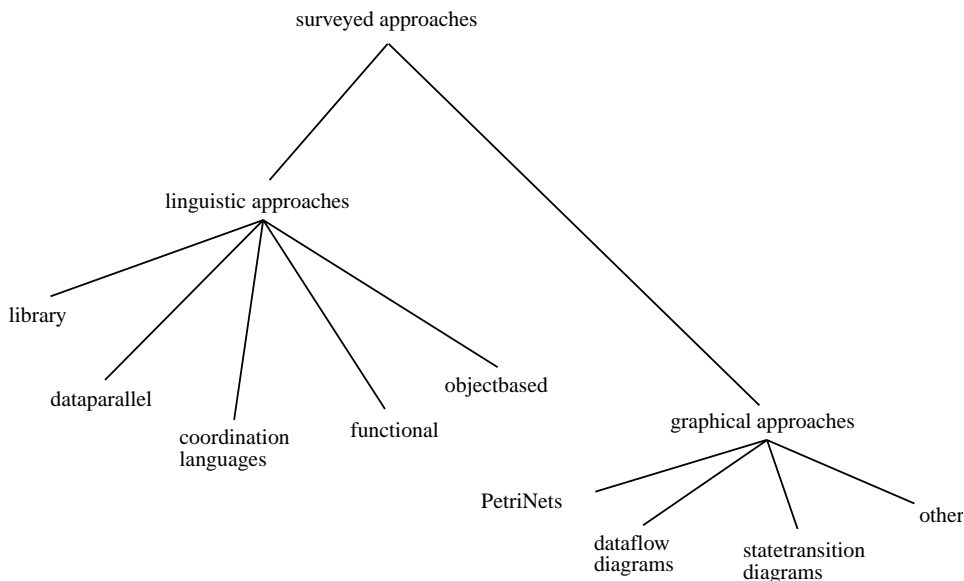 surveyed approaches
linguistic approaches
library
dataparallel
coordination
languages
functional
objectbased
graphical approaches
PetriNets
dataflow
diagrams
statetransition
diagrams
other